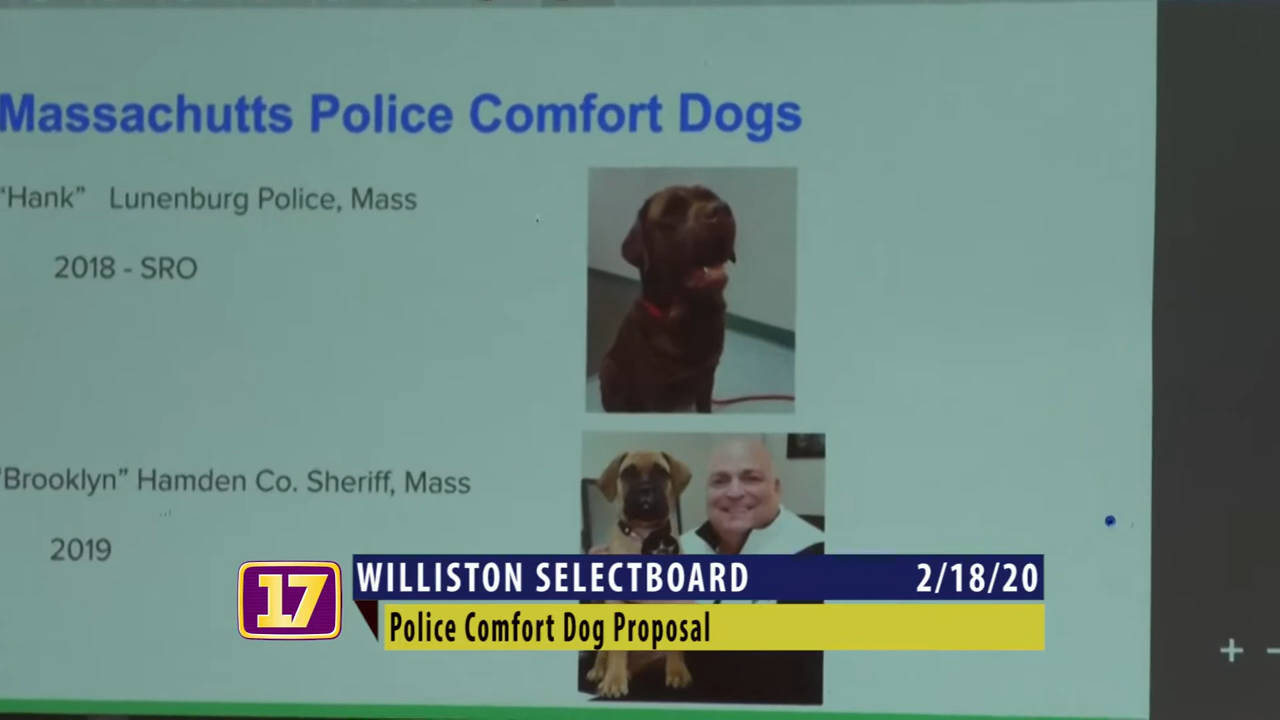 Massachutts Police Comfort Dogs
"Hank" Lunenburg Police, Mass
2018 - SRO
"Brooklyn" Hamden Co. Sheriff, Mass
2019
17
WILLISTON SELECTBOARD 2/18/20
Police Comfort Dog Proposal